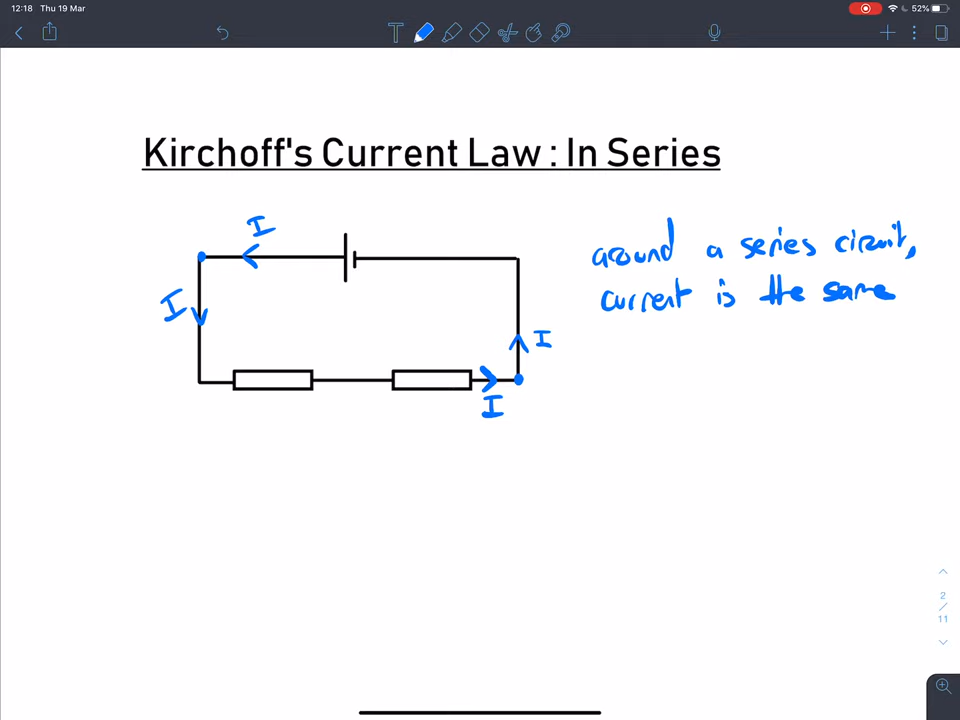 12:18 Thu 19 Mar
52%
T
Kirchoff's Current Law : In Series
I
around a series circuit,
I
current is the same
I
I
2
/
11